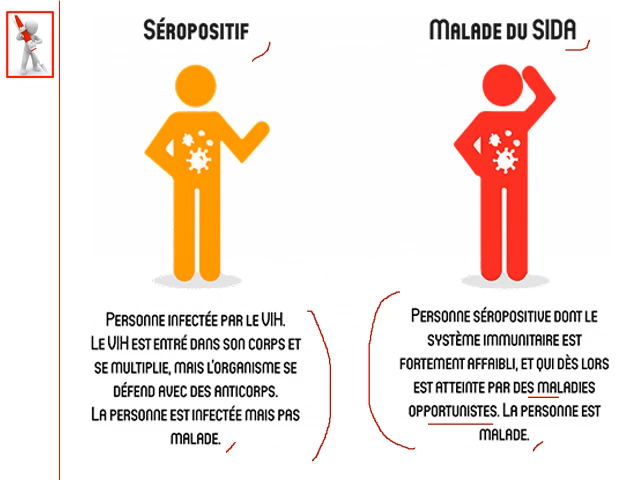 SÉROPOSITIF
MALADE DU SIDA
PERSONNE INFECTÉE PAR LE VIH.
LE VIH EST ENTRÉ DANS SON CORPS ET
SE MULTIPLIE, MAIS L'ORGANISME SE
DÉFEND AVEC DES ANTICORPS.
LA PERSONNE EST INFECTÉE MAIS PAS
MALADE.
PERSONNE SÉROPOSITIVE DONT LE
SYSTÈME IMMUNITAIRE EST
FORTEMENT AFFAIBLI, ET QUI DÈS LORS
EST ATTEINTE PAR DES MALADIES
OPPORTUNISTES. LA PERSONNE EST
MALADE.